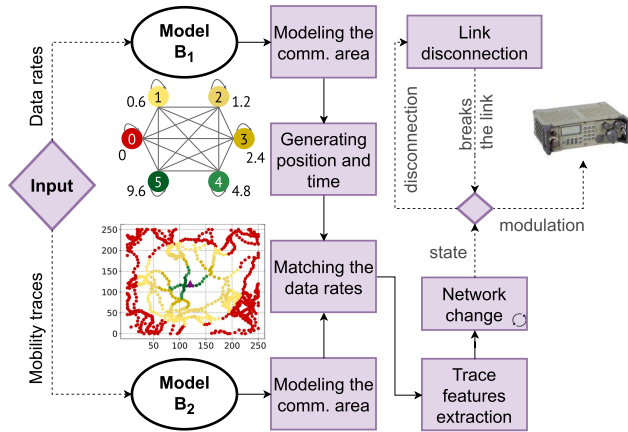 Data rates
Input
Mobility traces
Model
B1
Modeling the
comm. area
Link
disconnection
0.6
1
2
1.2
0
0
3
2.4
9.6
5
4
4.8
Generating
position and
time
disconnection
breaks
the link
modulation
state
250
200
150
100
50
0
50
100
150
200
250
Matching the
data rates
Network
change
Model
B2
Modeling the
comm. area
Trace
features
extraction